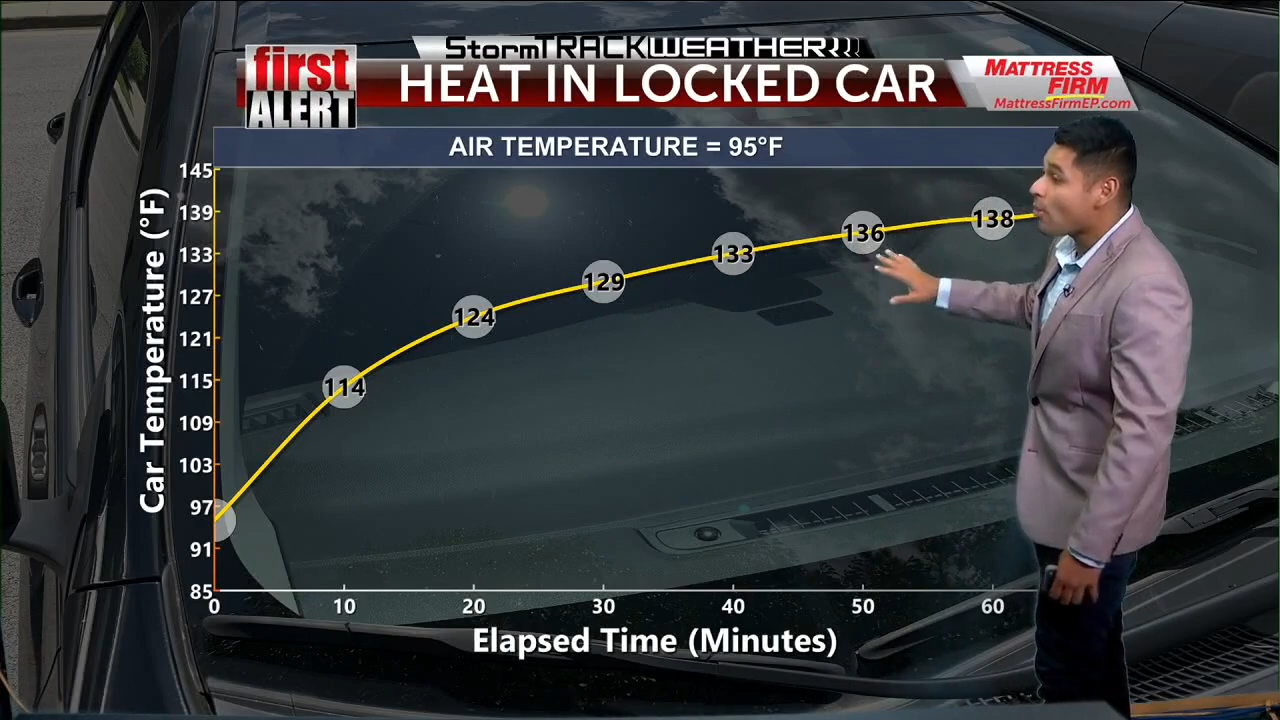 StormTRACKWEATHER
first
ALERT
HEAT IN LOCKED CAR
MATTRESS
FIRM
MattressFirmEP.com
AIR TEMPERATURE = 95°F
Car Temperature (°F)
145
139
133
127
121
115
109
103
97
91
85
114
124
129
133
136
138
0 10 20 30 40 50 60
Elapsed Time (Minutes)